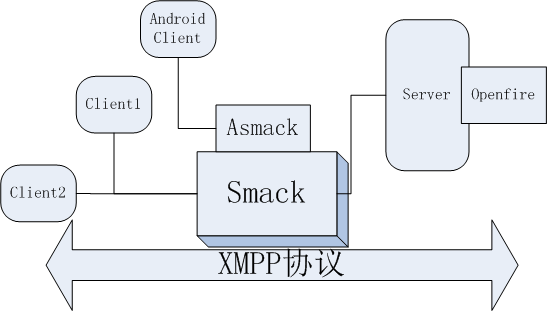 Android
Client
Client1
Server
Openfire
Asmack
Client2
Smack
XMPP协议